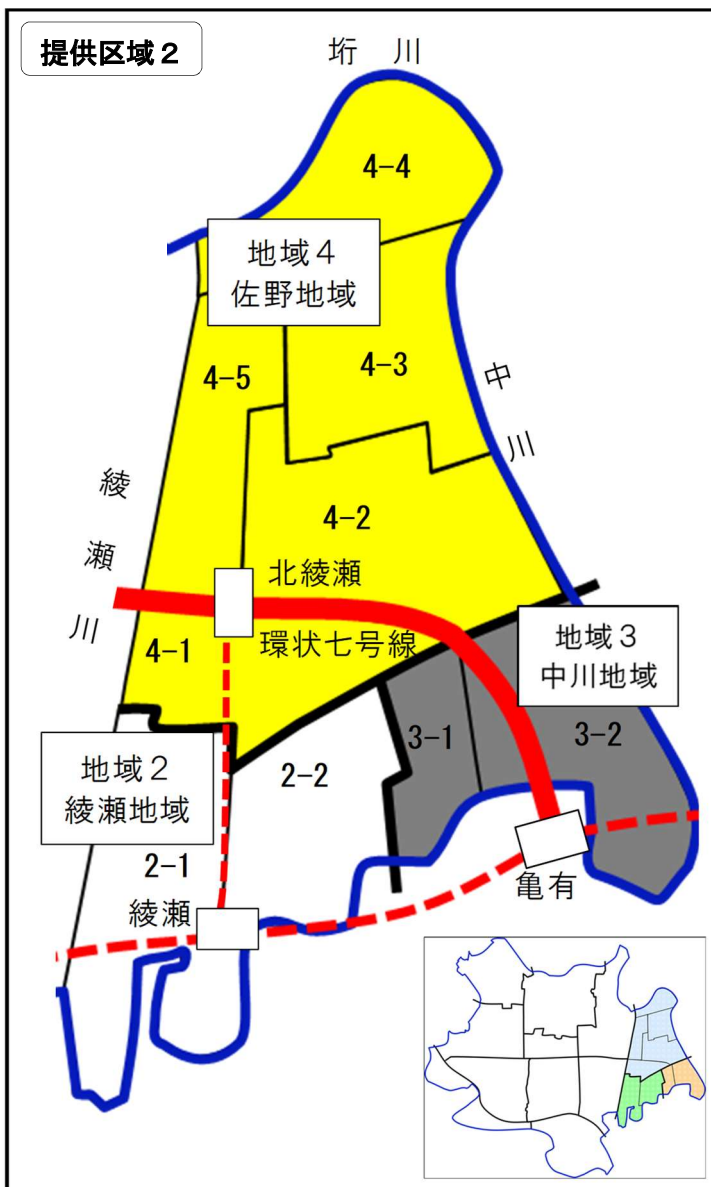 提供区域２
垳川
4-4
地域４
佐野地域
4-5
4-3
中川
綾瀬川
4-2
北綾瀬
環状七号線
4-1
地域３
中川地域
3-1
3-2
地域２
綾瀬地域
2-2
2-1
亀有
綾瀬